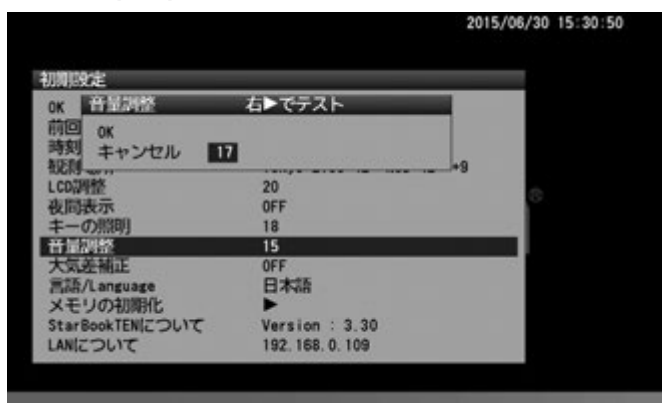 2015/06/30 15:30:50
初期設定
OK 音量調整 右▶でテスト
前回 OK
時刻 キャンセル 17
+9
LCD調整 20
夜間表示 OFF
キーの照明 18
音量調整 15
大気差補正 OFF
言語/Language 日本語
メモリの初期化 ▶
StarBookTENについて Version : 3.30
LANについて 192.168.0.109